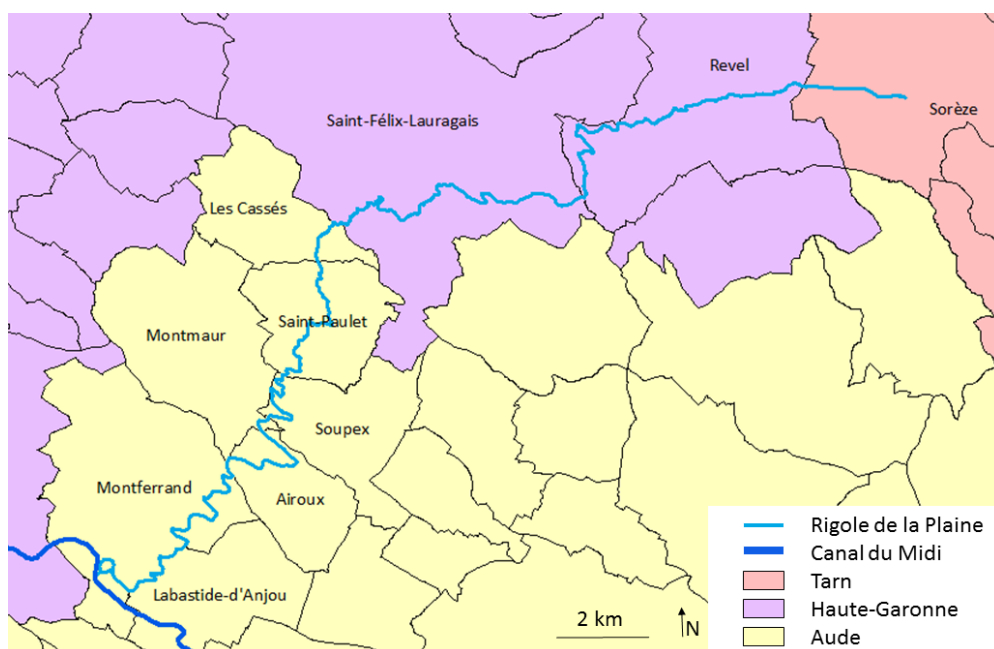 Revel
Sorèze
Saint-Félix-Lauragais
Les Cassés
Saint-Paulet
Montmaur
Soupex
Montferrand
Airoux
Labastide-d'Anjou
2 km
N
Rigole de la Plaine
Canal du Midi
Tarn
Haute-Garonne
Aude